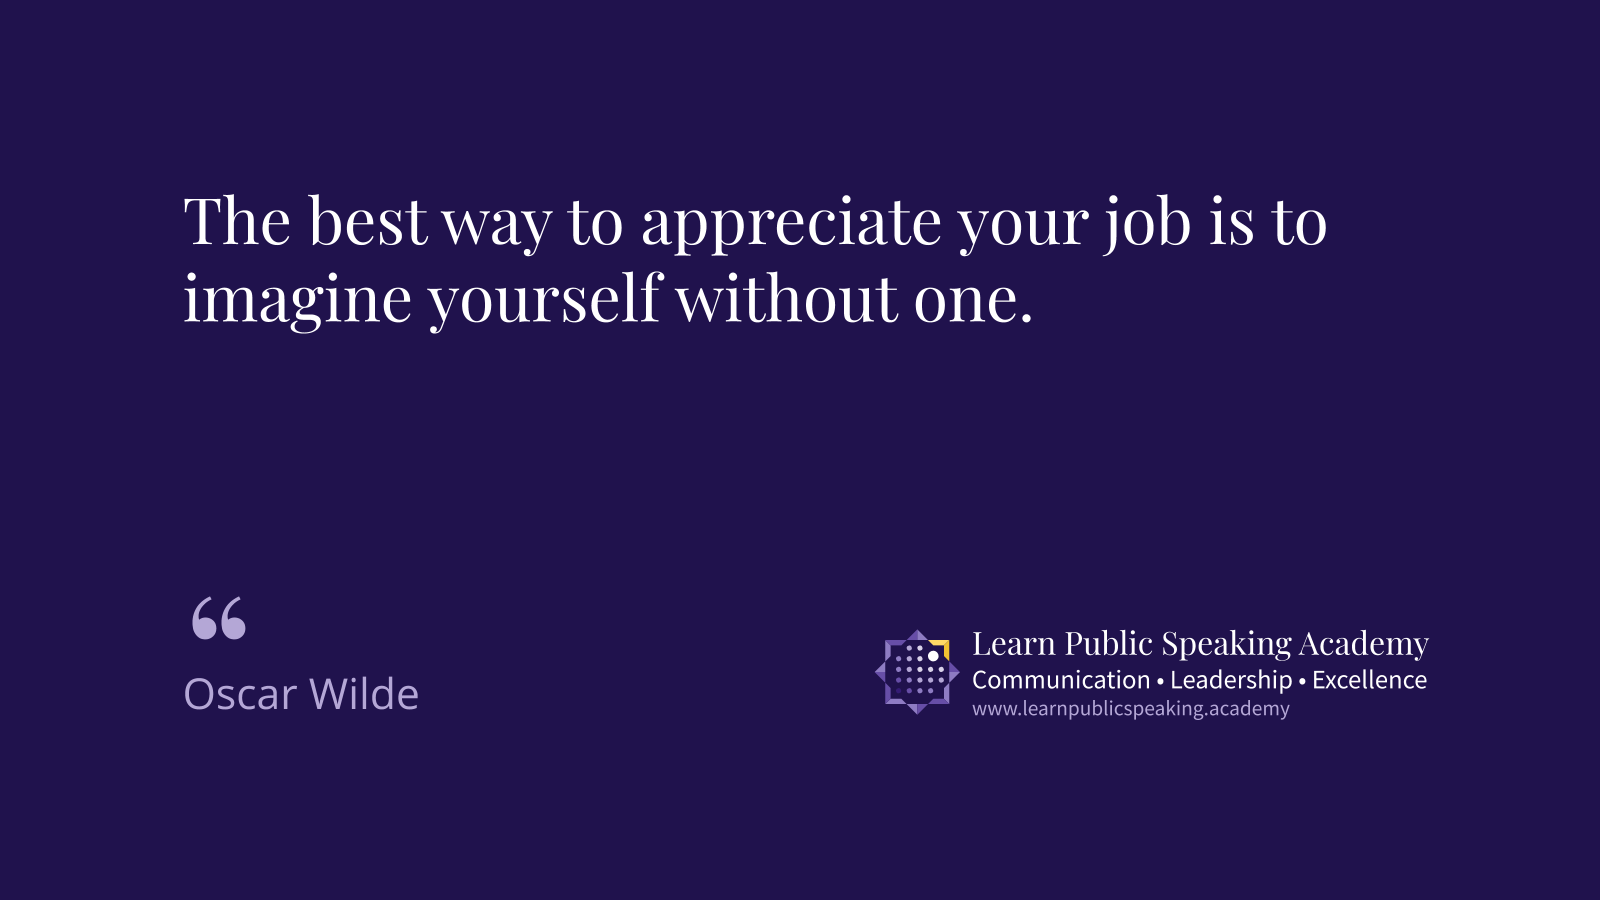 The best way to appreciate your job is to
imagine yourself without one.
“
Oscar Wilde
Learn Public Speaking Academy
Communication • Leadership • Excellence
www.learnpublicspeaking.academy